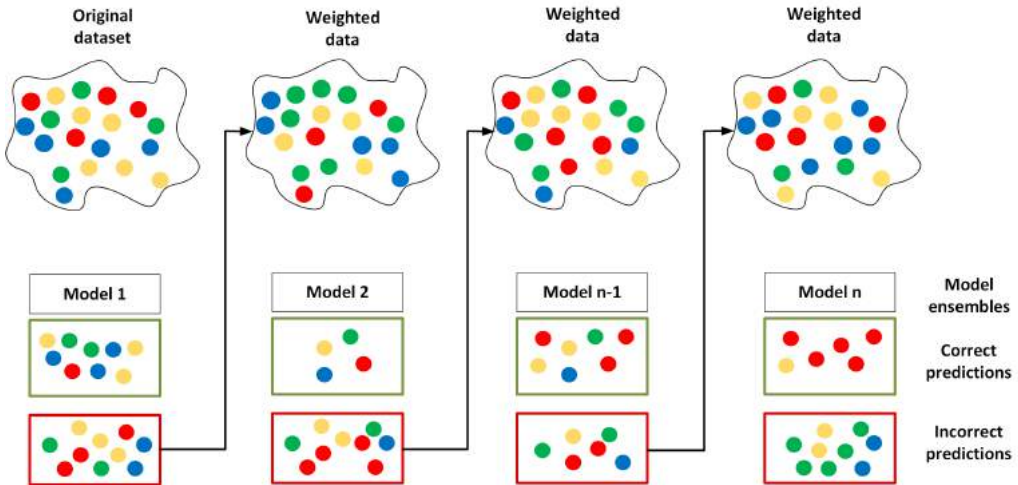 Original
dataset
Weighted
data
Weighted
data
Weighted
data
Model 1
Model 2
Model n-1
Model n
Model
ensembles
Correct
predictions
Incorrect
predictions